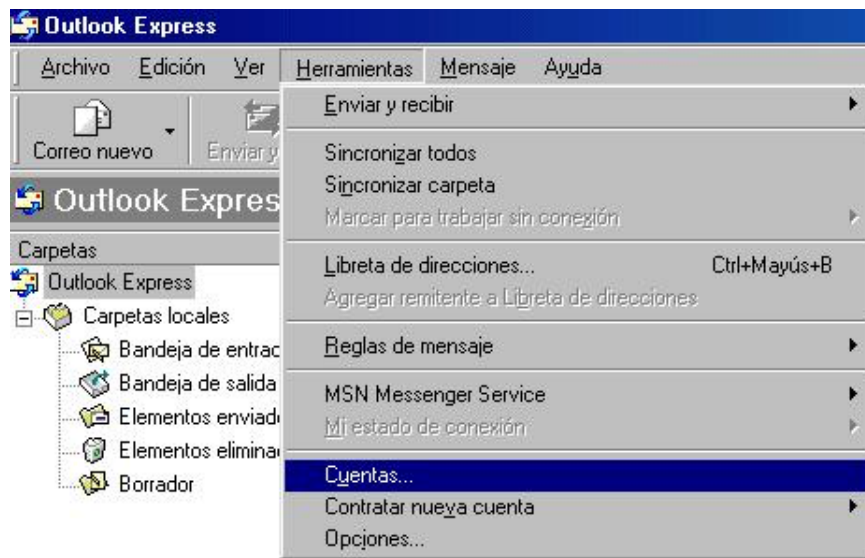 Outlook Express
Archivo Edición Ver Herramientas Mensaje Ayuda
Correo nuevo
Enviar y
Enviar y recibir
Sincronizar todos
Sincronizar carpeta
Marcar para trabajar sin conexión
Libreta de direcciones... Ctrl+Mayús+B
Agregar remitente a Libreta de direcciones
Reglas de mensaje
MSN Messenger Service
Mi estado de conexión
Cuentas...
Contratar nueva cuenta
Opciones...
Outlook Expres
Carpetas
Outlook Express
Carpetas locales
Bandeja de entrac
Bandeja de salida
Elementos enviad
Elementos elimina
Borrador